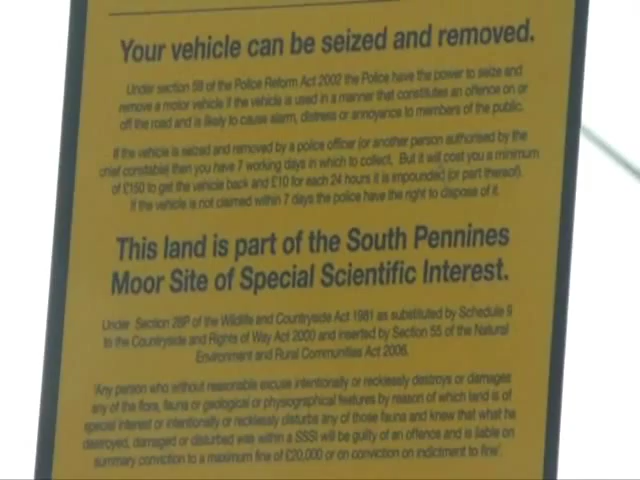 Your vehicle can be seized and removed.
Under section 59 of the Police Reform Act 2002 the Police have the power to seize and
remove a motor vehicle if the vehicle is used in a manner that constitutes an offence on or
off the road and is likely to cause alarm, distress or annoyance to members of the public.
If the vehicle is seized and removed by a police officer (or another person authorised by the
chief constable) then you have 7 working days in which to collect. But it will cost you a minimum
of £150 to get the vehicle back and £10 for each 24 hours it is impounded (or part thereof).
If the vehicle is not claimed within 7 days the police have the right to dispose of it.
This land is part of the South Pennines
Moor Site of Special Scientific Interest.
Under Section 28P of the Wildlife and Countryside Act 1981 as substituted by Schedule 9
to the Countryside and Rights of Way Act 2000 and inserted by Section 55 of the Natural
Environment and Rural Communities Act 2006.
'Any person who without reasonable excuse intentionally or recklessly destroys or damages
any of the flora, fauna or geological or physiographical features by reason of which land is of
special interest or intentionally or recklessly disturbs any of those fauna and knew that what he
destroyed, damaged or disturbed was within a SSSI will be guilty of an offence and is liable on
summary conviction to a maximum fine of £20,000 or on conviction on indictment to fine'.